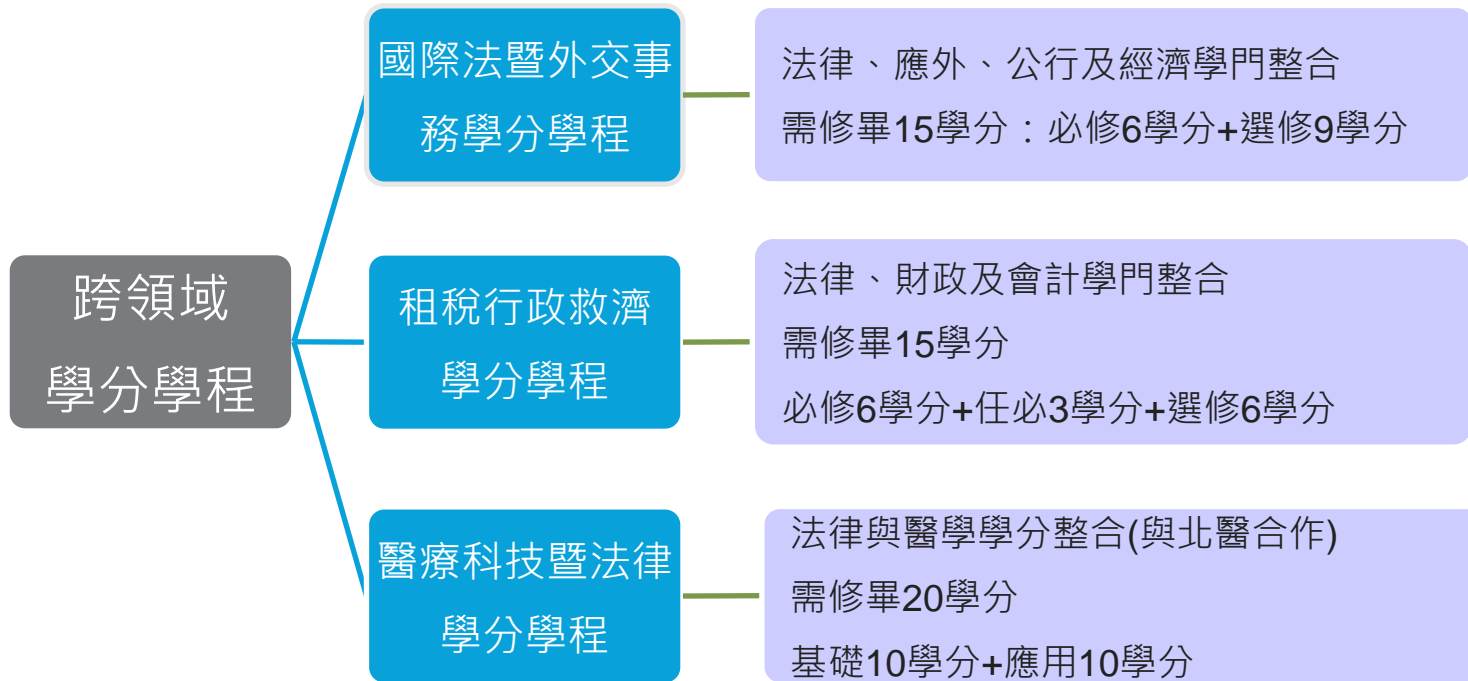 跨領域
學分學程
國際法暨外交事
務學分學程
法律、應外、公行及經濟學門整合
需修畢15學分：必修6學分+選修9學分
租稅行政救濟
學分學程
法律、財政及會計學門整合
需修畢15學分
必修6學分+任必3學分+選修6學分
醫療科技暨法律
學分學程
法律與醫學學分整合(與北醫合作)
需修畢20學分
基礎10學分+應用10學分